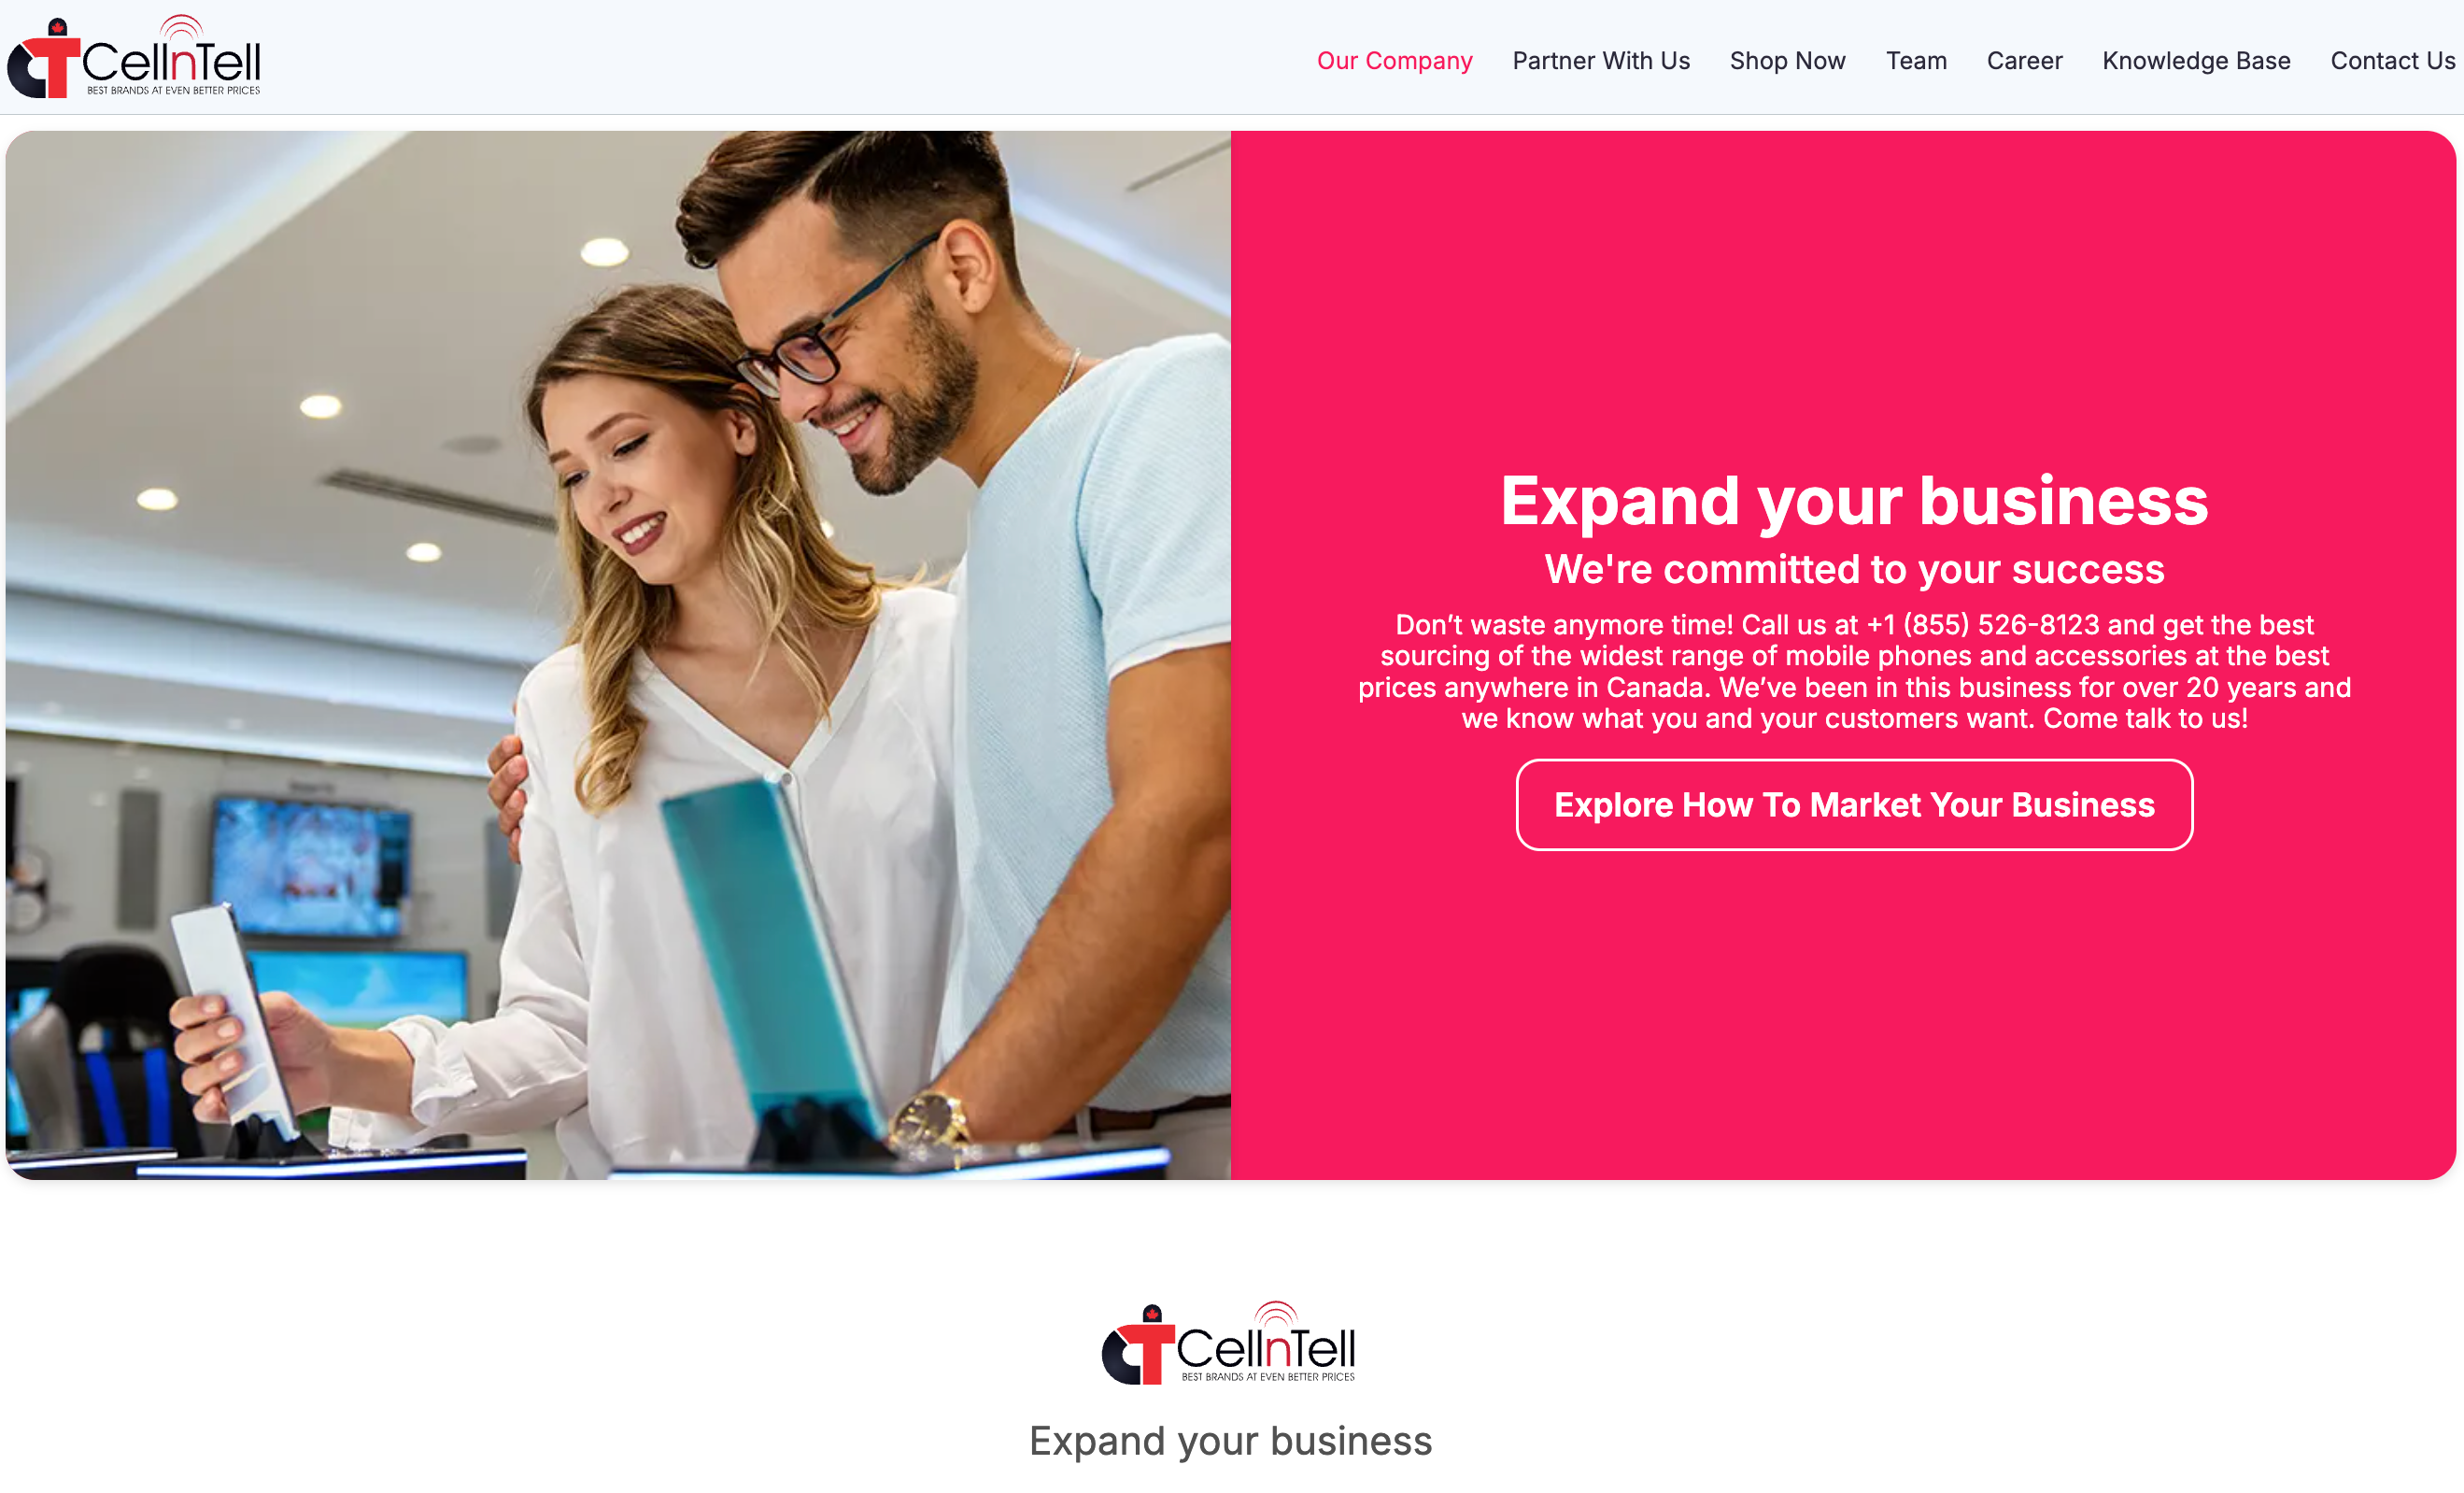 CellnTell
BEST BRANDS AT EVEN BETTER PRICES
Our Company
Partner With Us
Shop Now
Team
Career
Knowledge Base
Contact Us
Expand your business
We're committed to your success
Don’t waste anymore time! Call us at +1 (855) 526-8123 and get the best
sourcing of the widest range of mobile phones and accessories at the best
prices anywhere in Canada. We’ve been in this business for over 20 years and
we know what you and your customers want. Come talk to us!
Explore How To Market Your Business
CellnTell
BEST BRANDS AT EVEN BETTER PRICES
Expand your business